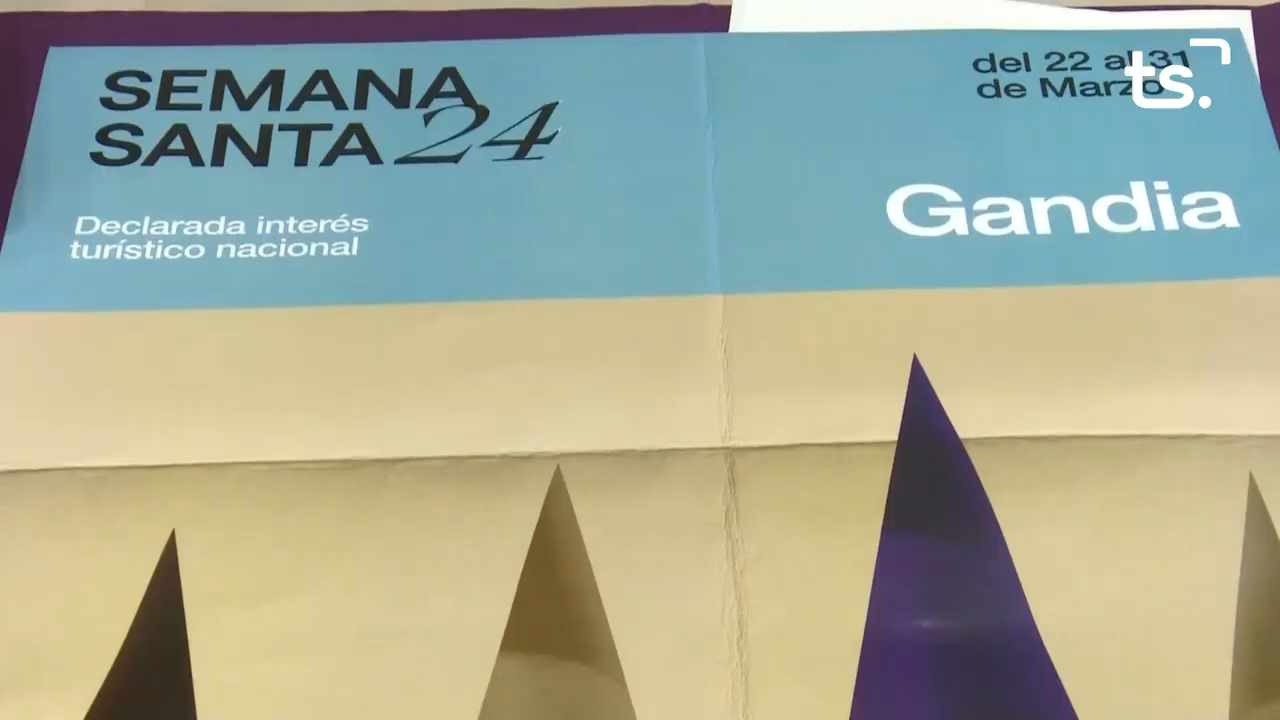 SEMANA
SANTA 24
Declarada interés
turístico nacional
del 22 al 31
de Marzo
Gandia
ts.